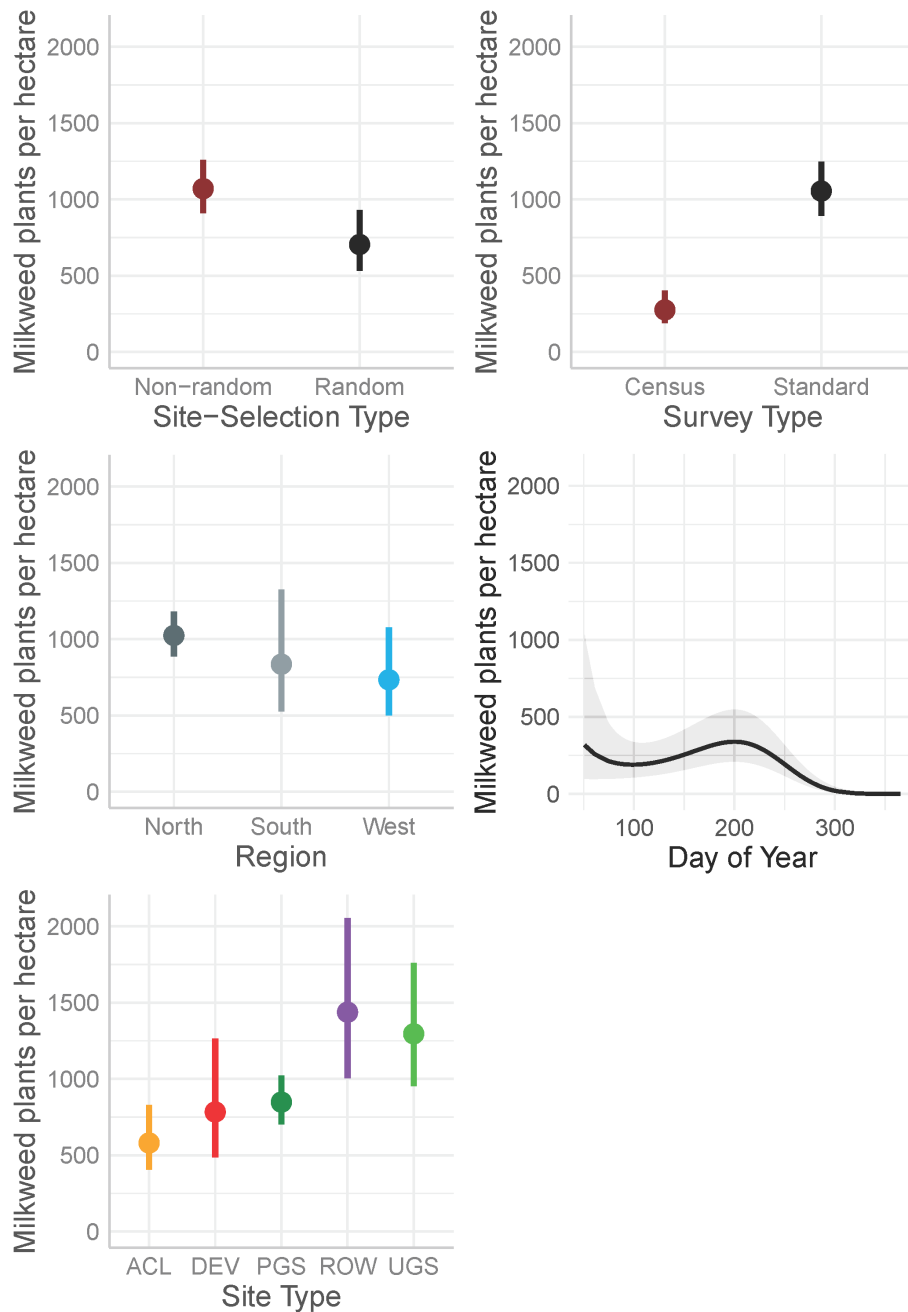 Milkweed plants per hectare
2000
1500
1000
500
0
Non−random Random
Site−Selection Type
Milkweed plants per hectare
2000
1500
1000
500
0
Census Standard
Survey Type
Milkweed plants per hectare
2000
1500
1000
500
0
North South West
Region
Milkweed plants per hectare
2000
1500
1000
500
0
100 200 300
Day of Year
Milkweed plants per hectare
2000
1500
1000
500
0
ACL DEV PGS ROW UGS
Site Type